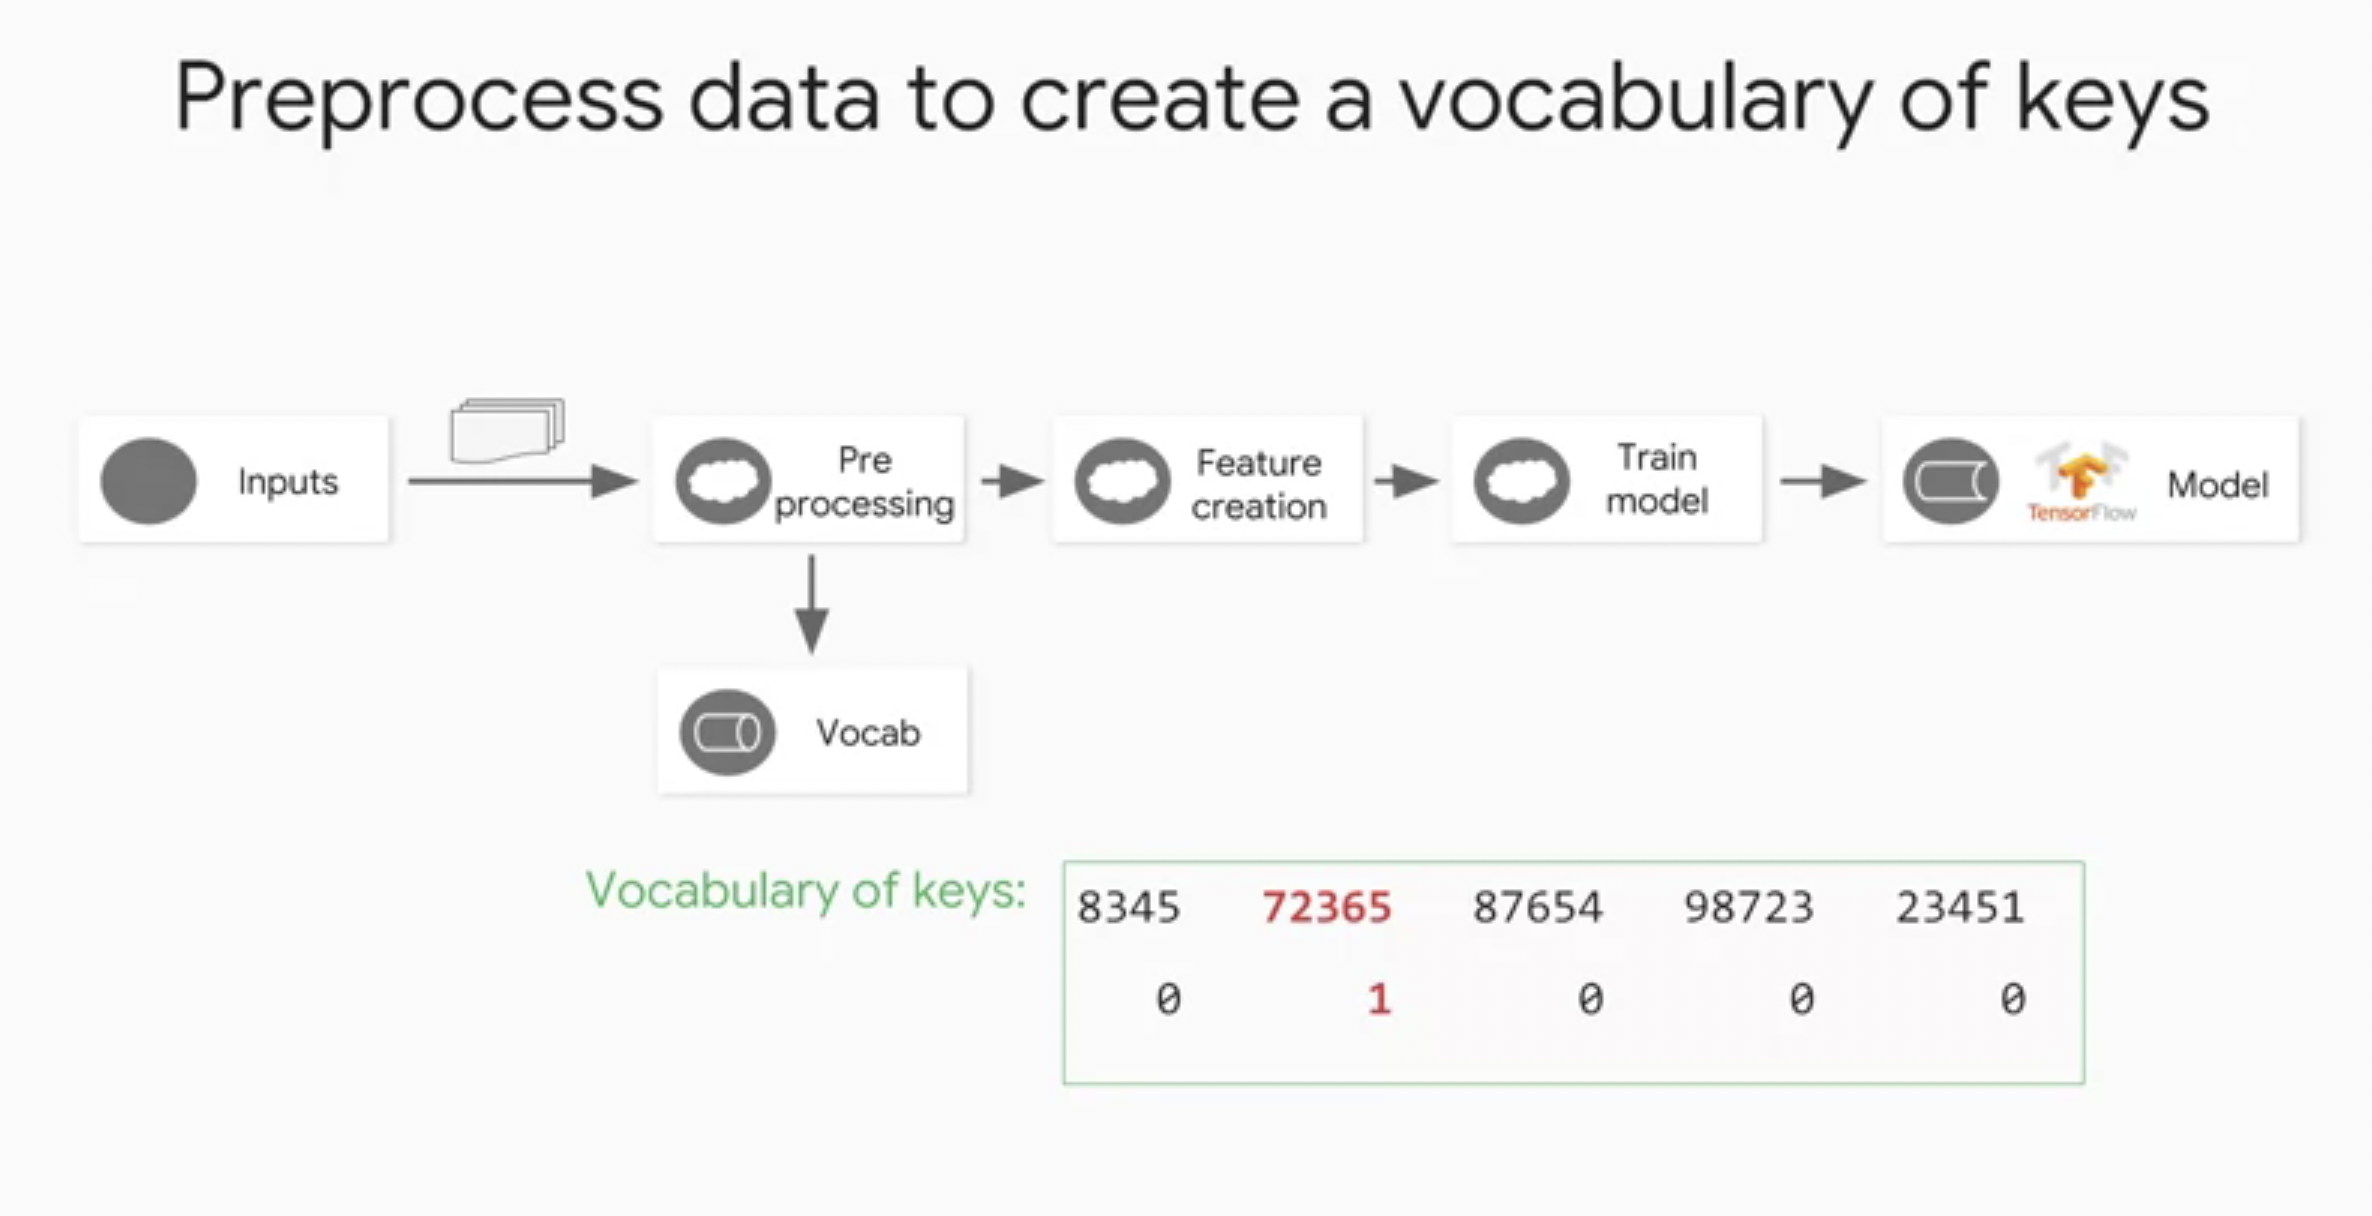 Preprocess data to create a vocabulary of keys
Inputs
Pre
processing
Feature
creation
Train
model
TensorFlow
Model
Vocab
Vocabulary of keys:
8345 72365 87654 98723 23451
0 1 0 0 0